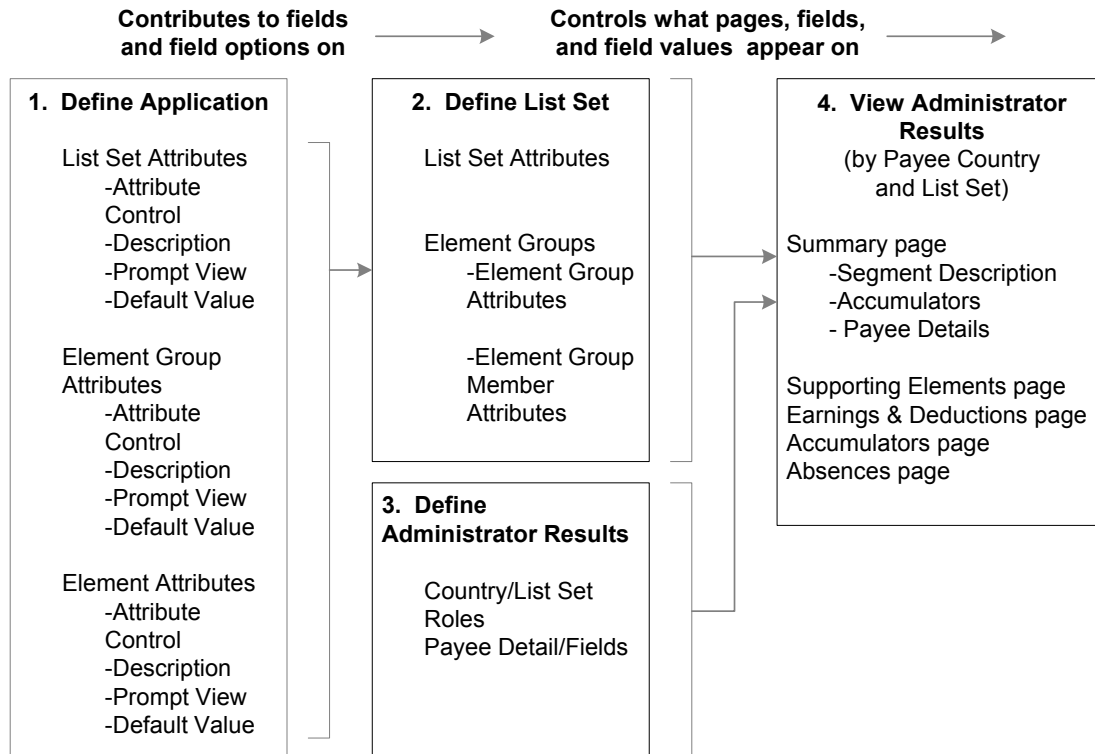 Contributes to fields
and field options on
Controls what pages, fields,
and field values appear on
1. Define Application
List Set Attributes
-Attribute
Control
-Description
-Prompt View
-Default Value
Element Group
Attributes
-Attribute
Control
-Description
-Prompt View
-Default Value
Element Attributes
-Attribute
Control
-Description
-Prompt View
-Default Value
2. Define List Set
List Set Attributes
Element Groups
-Element Group
Attributes
-Element Group
Member
Attributes
3. Define
Administrator Results
Country/List Set
Roles
Payee Detail/Fields
4. View Administrator
Results
(by Payee Country
and List Set)
Summary page
-Segment Description
-Accumulators
- Payee Details
Supporting Elements page
Earnings & Deductions page
Accumulators page
Absences page